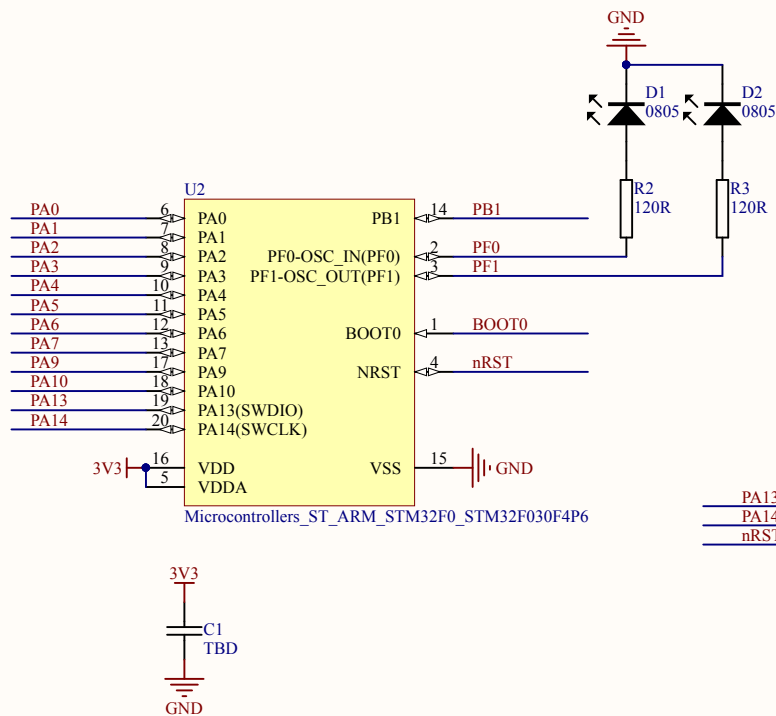 GND
D1
0805
D2
0805
R2
120R
R3
120R
U2
PA0 6 PA0
PA1 7 PA1
PA2 8 PA2
PA3 9 PA3
PA4 10 PA4
PA5 11 PA5
PA6 12 PA6
PA7 13 PA7
PA9 17 PA9
PA10 18 PA10
PA13 19 PA13(SWDIO)
PA14 20 PA14(SWCLK)
3V3 16 VDD
5 VDDA
PB1 14 PB1
PF0-OSC_IN(PF0) 2 PF0
PF1-OSC_OUT(PF1) 3 PF1
BOOT0 1 BOOT0
NRST 4 nRST
VSS 15 GND
Microcontrollers_ST_ARM_STM32F0_STM32F030F4P6
PA13
PA14
nRST
3V3
C1
TBD
GND